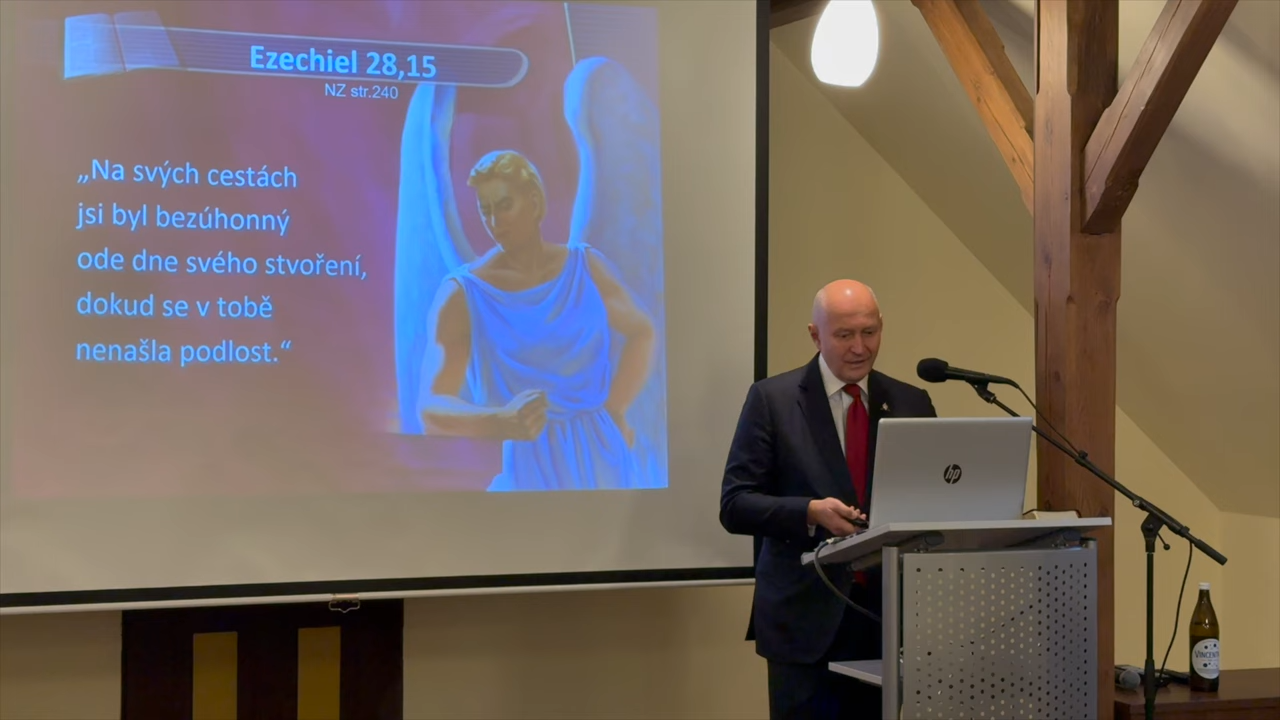 Ezechiel 28,15
NZ str.240
„Na svých cestách
jsi byl bezúhonný
ode dne svého stvoření,
dokud se v tobě
nenašla podlost.“
hp
VINCENTKA